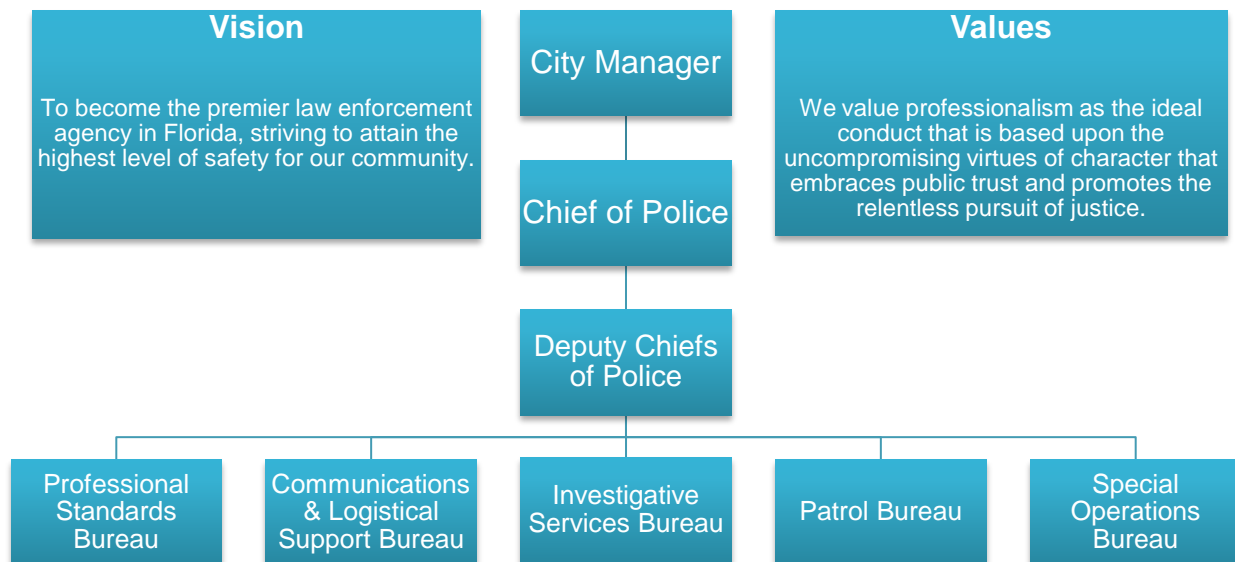 Vision
To become the premier law enforcement
agency in Florida, striving to attain the
highest level of safety for our community.
City Manager
Values
We value professionalism as the ideal
conduct that is based upon the
uncompromising virtues of character that
embraces public trust and promotes the
relentless pursuit of justice.
Chief of Police
Deputy Chiefs
of Police
Professional
Standards
Bureau
Communications
& Logistical
Support Bureau
Investigative
Services Bureau
Patrol Bureau
Special
Operations
Bureau